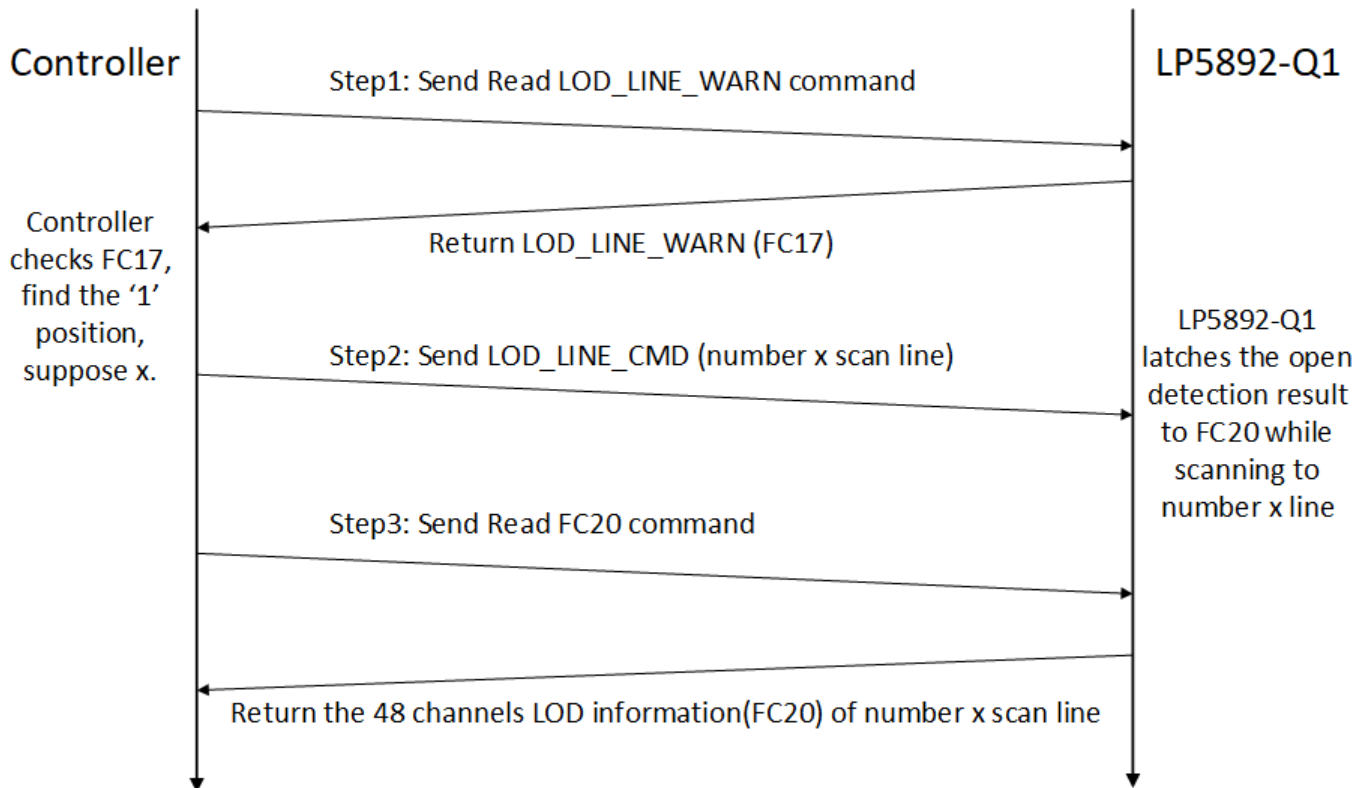 Controller
LP5892-Q1
Step1: Send Read LOD_LINE_WARN command
Return LOD_LINE_WARN (FC17)
Controller
checks FC17,
find the ‘1’
position,
suppose x.
Step2: Send LOD_LINE_CMD (number x scan line)
LP5892-Q1
latches the open
detection result
to FC20 while
scanning to
number x line
Step3: Send Read FC20 command
Return the 48 channels LOD information(FC20) of number x scan line